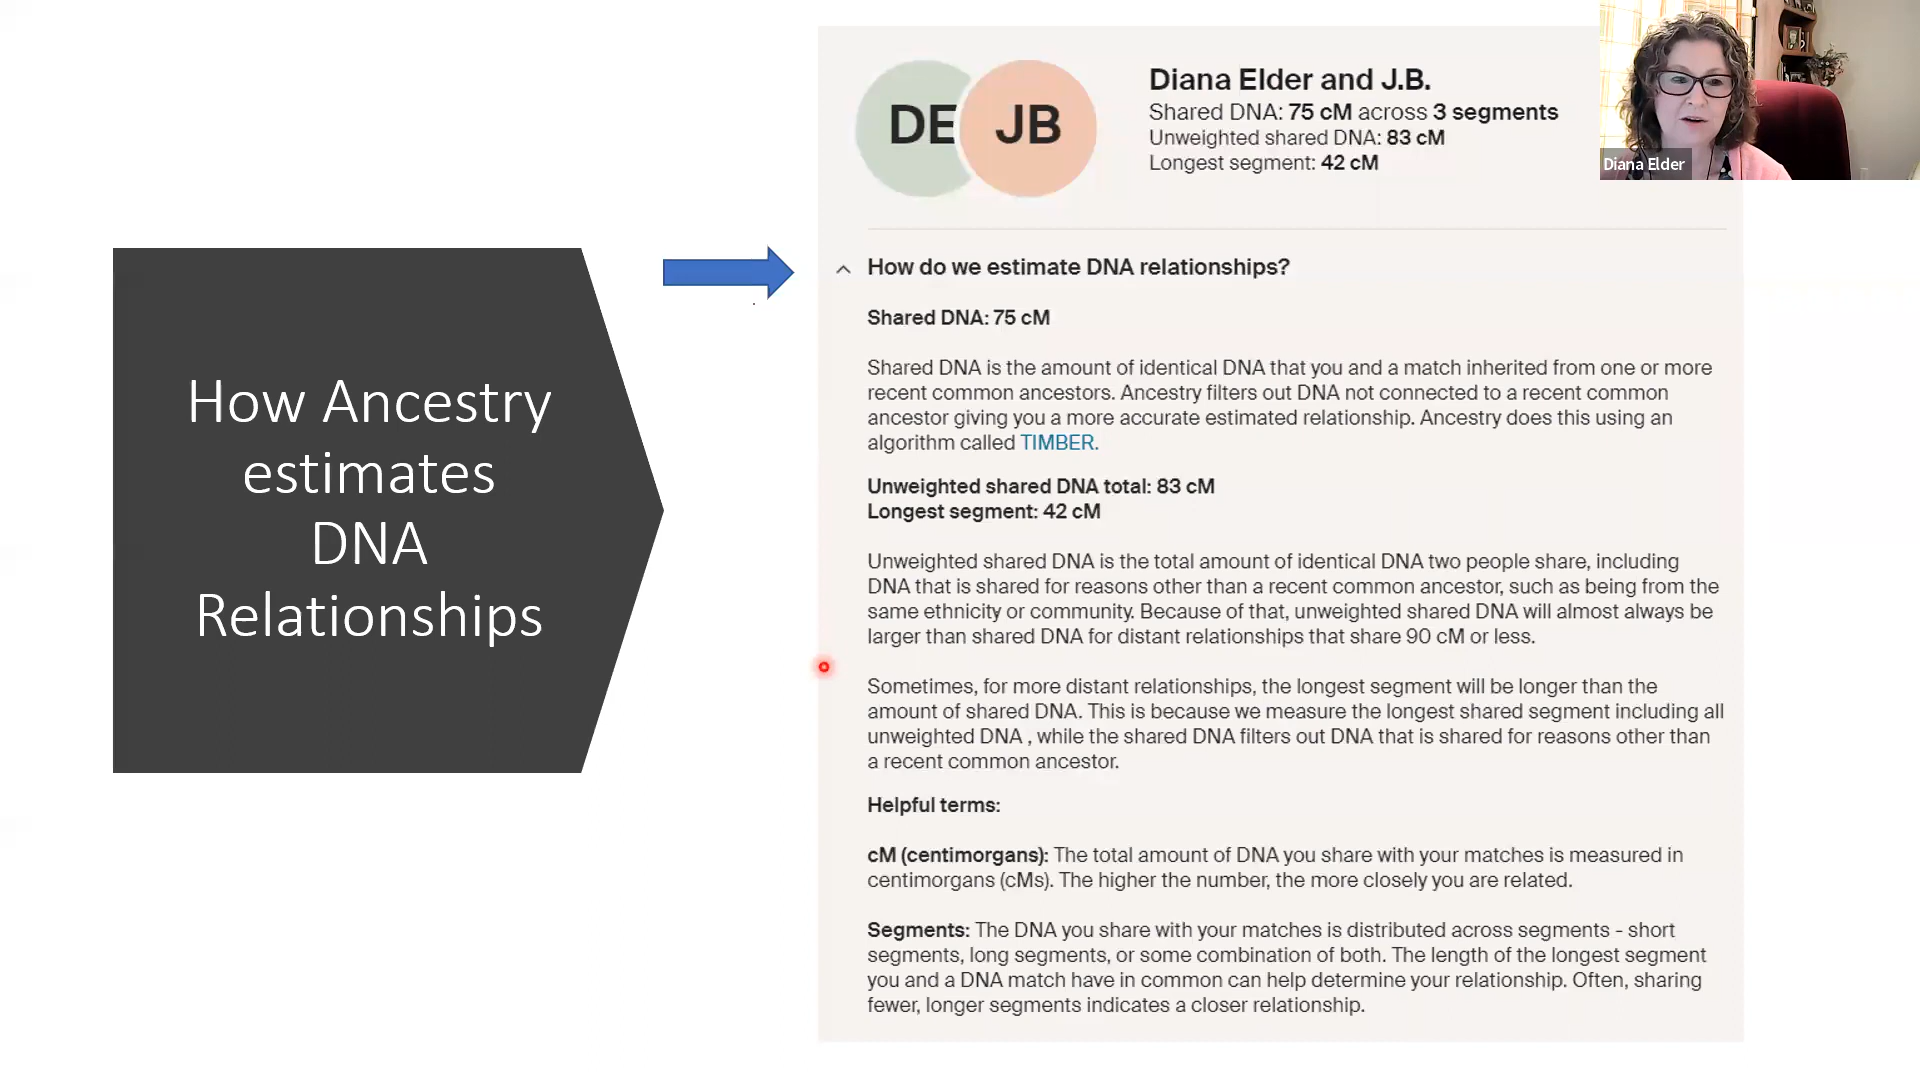 How Ancestry
estimates
DNA
Relationships
DE
JB
Diana Elder and J.B.
Shared DNA: 75 cM across 3 segments
Unweighted shared DNA: 83 cM
Longest segment: 42 cM
Diana Elder
How do we estimate DNA relationships?
Shared DNA: 75 cM
Shared DNA is the amount of identical DNA that you and a match inherited from one or more
recent common ancestors. Ancestry filters out DNA not connected to a recent common
ancestor giving you a more accurate estimated relationship. Ancestry does this using an
algorithm called TIMBER.
Unweighted shared DNA total: 83 cM
Longest segment: 42 cM
Unweighted shared DNA is the total amount of identical DNA two people share, including
DNA that is shared for reasons other than a recent common ancestor, such as being from the
same ethnicity or community. Because of that, unweighted shared DNA will almost always be
larger than shared DNA for distant relationships that share 90 cM or less.
Sometimes, for more distant relationships, the longest segment will be longer than the
amount of shared DNA. This is because we measure the longest shared segment including all
unweighted DNA , while the shared DNA filters out DNA that is shared for reasons other than
a recent common ancestor.
Helpful terms:
cM (centimorgans): The total amount of DNA you share with your matches is measured in
centimorgans (cMs). The higher the number, the more closely you are related.
Segments: The DNA you share with your matches is distributed across segments - short
segments, long segments, or some combination of both. The length of the longest segment
you and a DNA match have in common can help determine your relationship. Often, sharing
fewer, longer segments indicates a closer relationship.